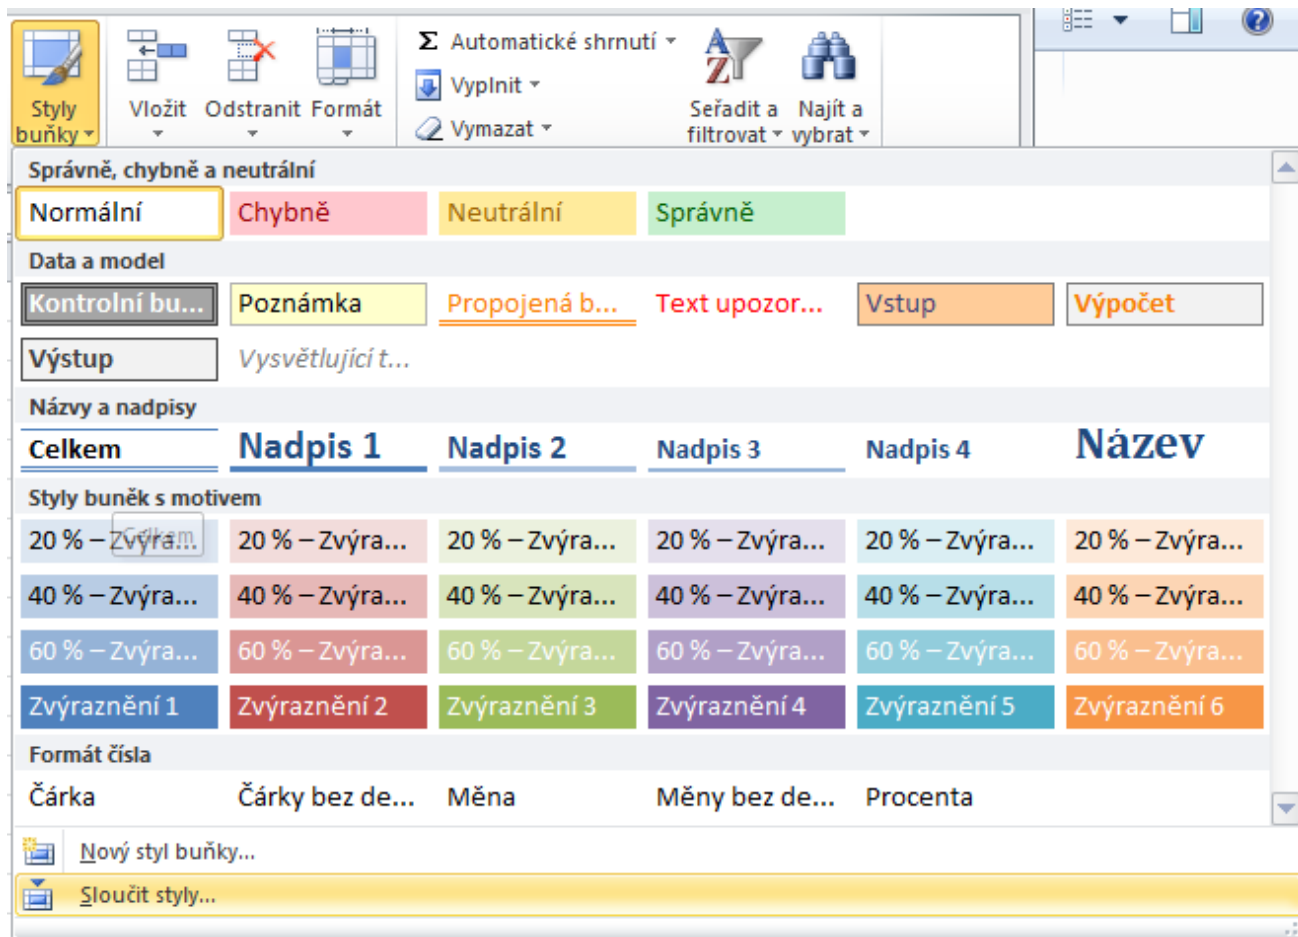 Styly buňky
Vložit
Odstranit
Formát
Σ Automatické shrnutí
Vyplnit
Vymazat
Seřadit a filtrovat
Najít a vybrat
Správně, chybně a neutrální
Normální Chybně Neutrální Správně
Data a model
Kontrolní bu... Poznámka Propojená b... Text upozor... Vstup Výpočet
Výstup Vysvětlující t...
Názvy a nadpisy
Celkem Nadpis 1 Nadpis 2 Nadpis 3 Nadpis 4 Název
Styly buněk s motivem
20 % – Zvýra... 20 % – Zvýra... 20 % – Zvýra... 20 % – Zvýra... 20 % – Zvýra... 20 % – Zvýra...
Celkem
40 % – Zvýra... 40 % – Zvýra... 40 % – Zvýra... 40 % – Zvýra... 40 % – Zvýra... 40 % – Zvýra...
60 % – Zvýra... 60 % – Zvýra... 60 % – Zvýra... 60 % – Zvýra... 60 % – Zvýra... 60 % – Zvýra...
Zvýraznění 1 Zvýraznění 2 Zvýraznění 3 Zvýraznění 4 Zvýraznění 5 Zvýraznění 6
Formát čísla
Čárka Čárky bez de... Měna Měny bez de... Procenta
Nový styl buňky...
Sloučit styly...